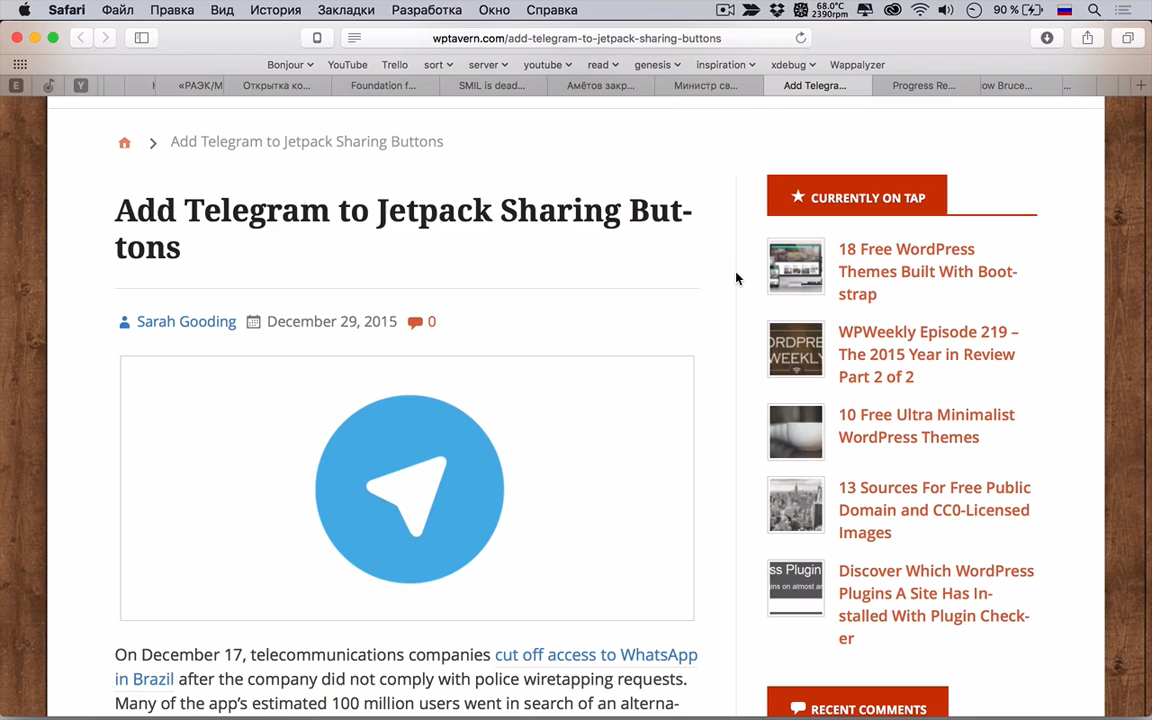 Safari Файл Правка Вид История Закладки Разработка Окно Справка 68.0°C 2390rpm 90 %
wptavern.com/add-telegram-to-jetpack-sharing-buttons
Bonjour YouTube Trello sort server youtube read genesis inspiration xdebug Wappalyzer
E Y «РАЭК/М Открытка ко... Foundation f... SMIL is dead... Амётов закр... Министр св... Add Telegra... Progress Re... ow Bruce... ...
Add Telegram to Jetpack Sharing Buttons
Add Telegram to Jetpack Sharing But-
tons
Sarah Gooding December 29, 2015 0
On December 17, telecommunications companies cut off access to WhatsApp
in Brazil after the company did not comply with police wiretapping requests.
Many of the app's estimated 100 million users went in search of an alterna-
CURRENTLY ON TAP
18 Free WordPress
Themes Built With Boot-
strap
ORDPRE
WEEKLY
WPWeekly Episode 219 –
The 2015 Year in Review
Part 2 of 2
10 Free Ultra Minimalist
WordPress Themes
13 Sources For Free Public
Domain and CC0-Licensed
Images
ss Plugin
Discover Which WordPress
Plugins A Site Has In-
stalled With Plugin Check-
er
RECENT COMMENTS